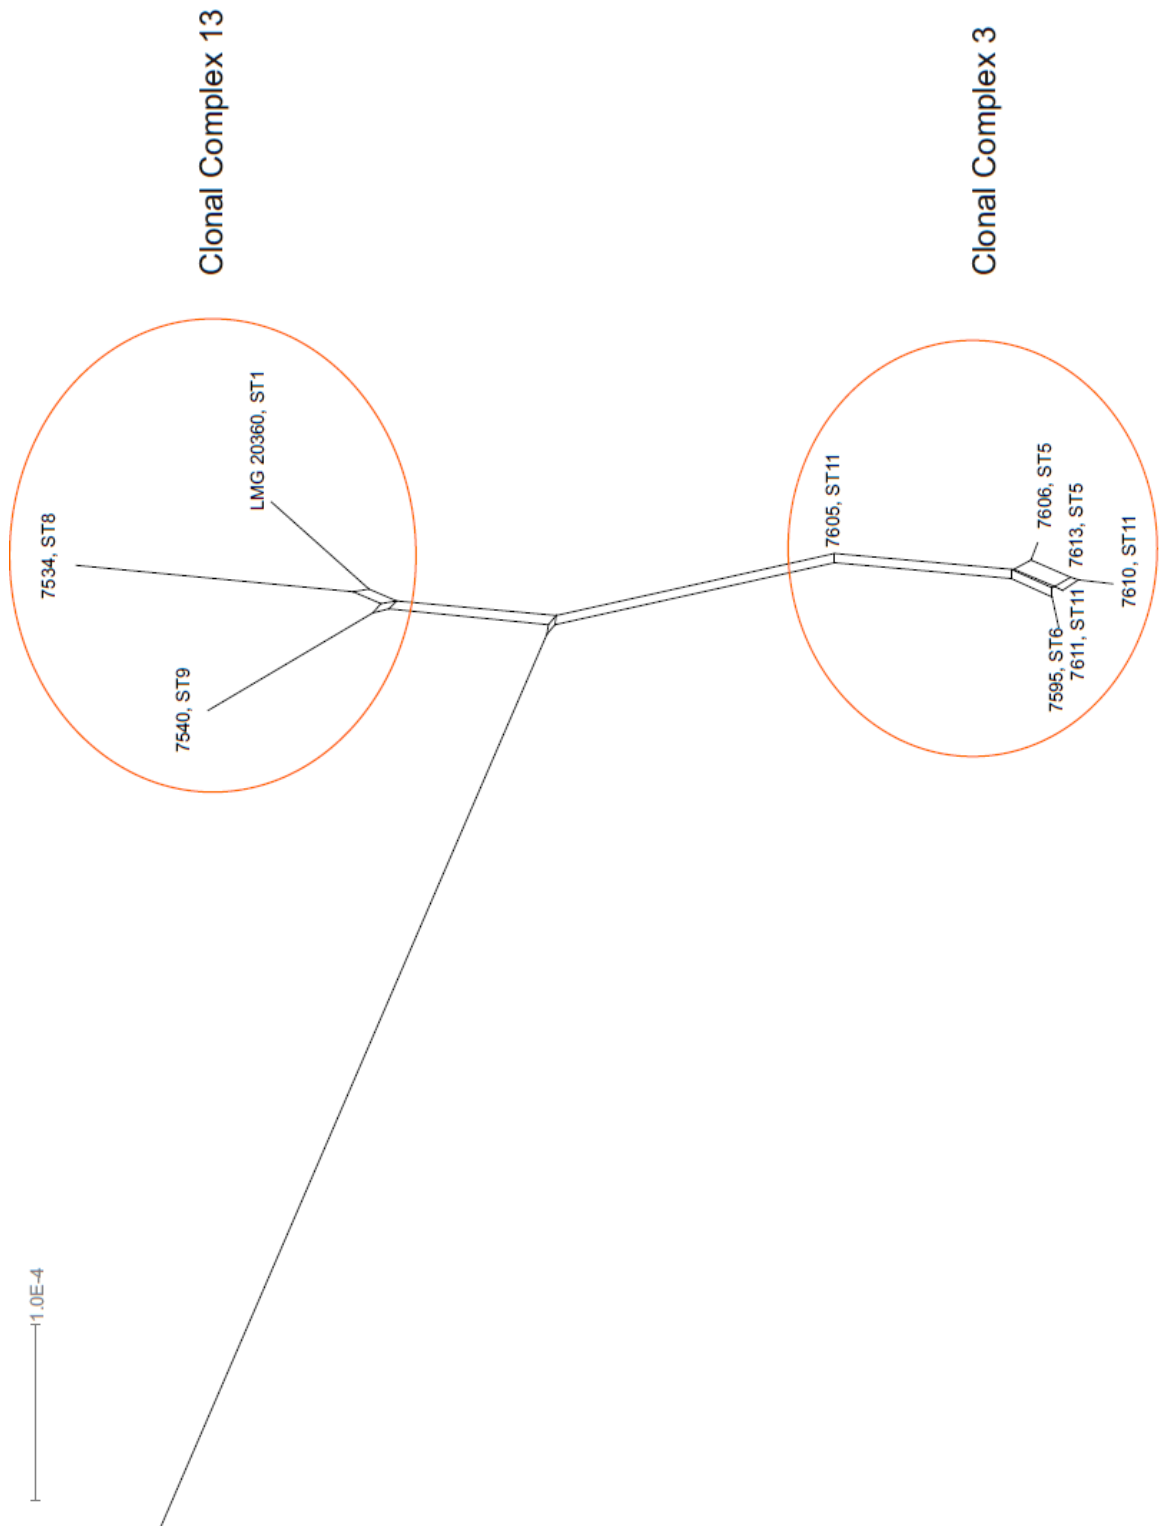 Clonal Complex 13
Clonal Complex 3
7534, ST8
LMG 20360, ST1
7540, ST9
7605, ST11
7606, ST5
7613, ST5
7610, ST11
7595, ST6
7611, ST11
1.0E-4